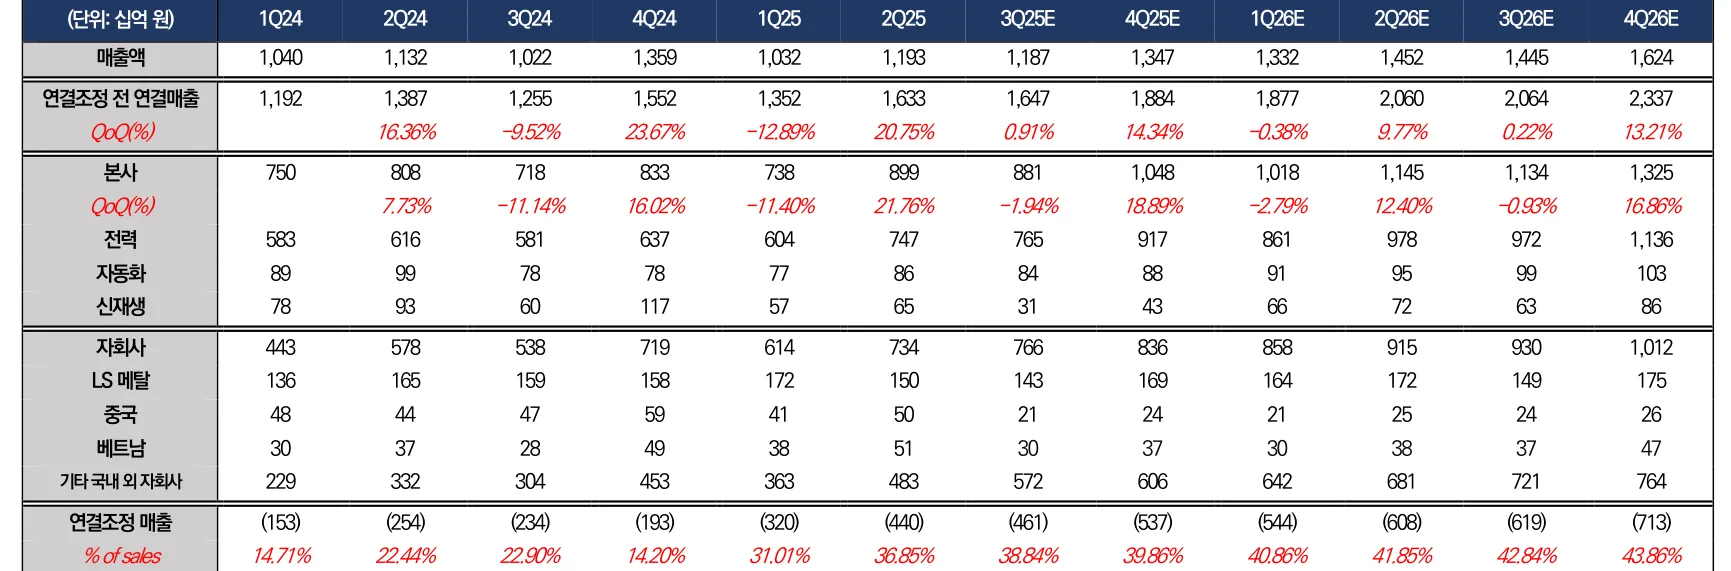 (단위: 십억 원) 1Q24 2Q24 3Q24 4Q24 1Q25 2Q25 3Q25E 4Q25E 1Q26E 2Q26E 3Q26E 4Q26E
매출액 1,040 1,132 1,022 1,359 1,032 1,193 1,187 1,347 1,332 1,452 1,445 1,624
연결조정 전 연결매출 1,192 1,387 1,255 1,552 1,352 1,633 1,647 1,884 1,877 2,060 2,064 2,337
QoQ(%) 16.36% -9.52% 23.67% -12.89% 20.75% 0.91% 14.34% -0.38% 9.77% 0.22% 13.21%
본사 750 808 718 833 738 899 881 1,048 1,018 1,145 1,134 1,325
QoQ(%) 7.73% -11.14% 16.02% -11.40% 21.76% -1.94% 18.89% -2.79% 12.40% -0.93% 16.86%
전력 583 616 581 637 604 747 765 917 861 978 972 1,136
자동화 89 99 78 78 77 86 84 88 91 95 99 103
신재생 78 93 60 117 57 65 31 43 66 72 63 86
자회사 443 578 538 719 614 734 766 836 858 915 930 1,012
LS 메탈 136 165 159 158 172 150 143 169 164 172 149 175
중국 48 44 47 59 41 50 21 24 21 25 24 26
베트남 30 37 28 49 38 51 30 37 30 38 37 47
기타 국내 외 자회사 229 332 304 453 363 483 572 606 642 681 721 764
연결조정 매출 (153) (254) (234) (193) (320) (440) (461) (537) (544) (608) (619) (713)
% of sales 14.71% 22.44% 22.90% 14.20% 31.01% 36.85% 38.84% 39.86% 40.86% 41.85% 42.84% 43.86%